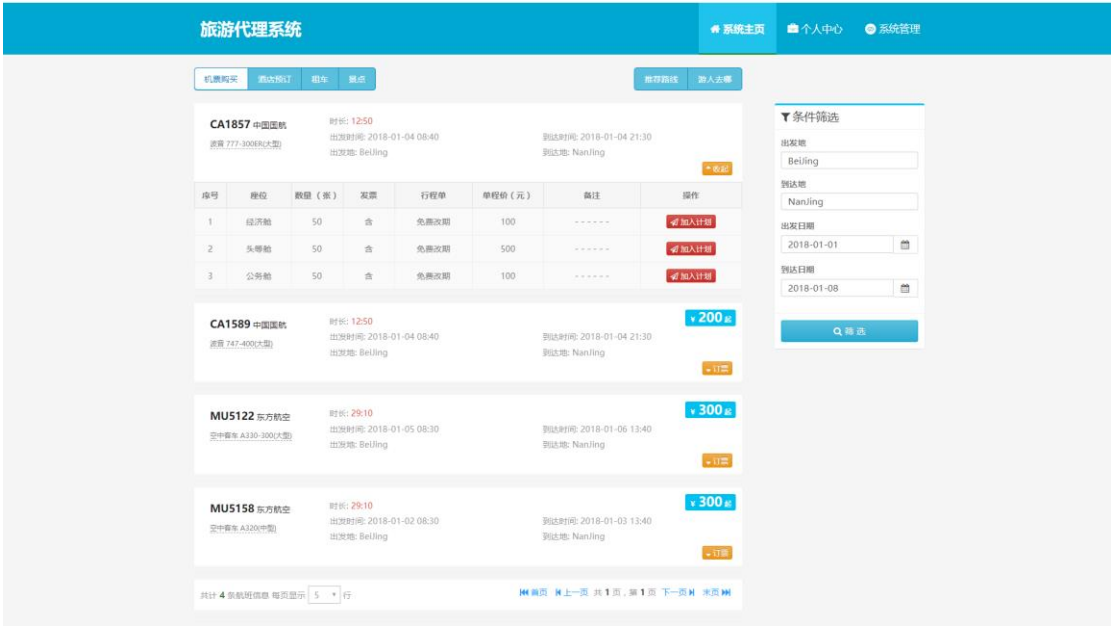 旅游代理系统 系统主页 个人中心 系统管理
机票购买 酒店预订 租车 景点 推荐路线 游人去哪
CA1857 中国国航 时长: 12:50
波音 777-300ER(大型) 出发时间: 2018-01-04 08:40 到达时间: 2018-01-04 21:30
出发地: BeiJing 到达地: NanJing
收起
序号 座位 数量（张） 发票 行程单 单程价（元） 备注 操作
1 经济舱 50 含 免费改期 100 - - - - - - 加入计划
2 头等舱 50 含 免费改期 500 - - - - - - 加入计划
3 公务舱 50 含 免费改期 100 - - - - - - 加入计划
¥ 200 起
CA1589 中国国航 时长: 12:50
波音 747-400(大型) 出发时间: 2018-01-04 08:40 到达时间: 2018-01-04 21:30
出发地: BeiJing 到达地: NanJing
订票
¥ 300 起
MU5122 东方航空 时长: 29:10
空中客车 A330-300(大型) 出发时间: 2018-01-05 08:30 到达时间: 2018-01-06 13:40
出发地: BeiJing 到达地: NanJing
订票
¥ 300 起
MU5158 东方航空 时长: 29:10
空中客车 A320(中型) 出发时间: 2018-01-02 08:30 到达时间: 2018-01-03 13:40
出发地: BeiJing 到达地: NanJing
订票
共计 4 条航班信息 每页显示 5 行 首页 上一页 共 1 页 , 第 1 页 下一页 末页
条件筛选
出发地
BeiJing
到达地
NanJing
出发日期
2018-01-01
到达日期
2018-01-08
筛 选